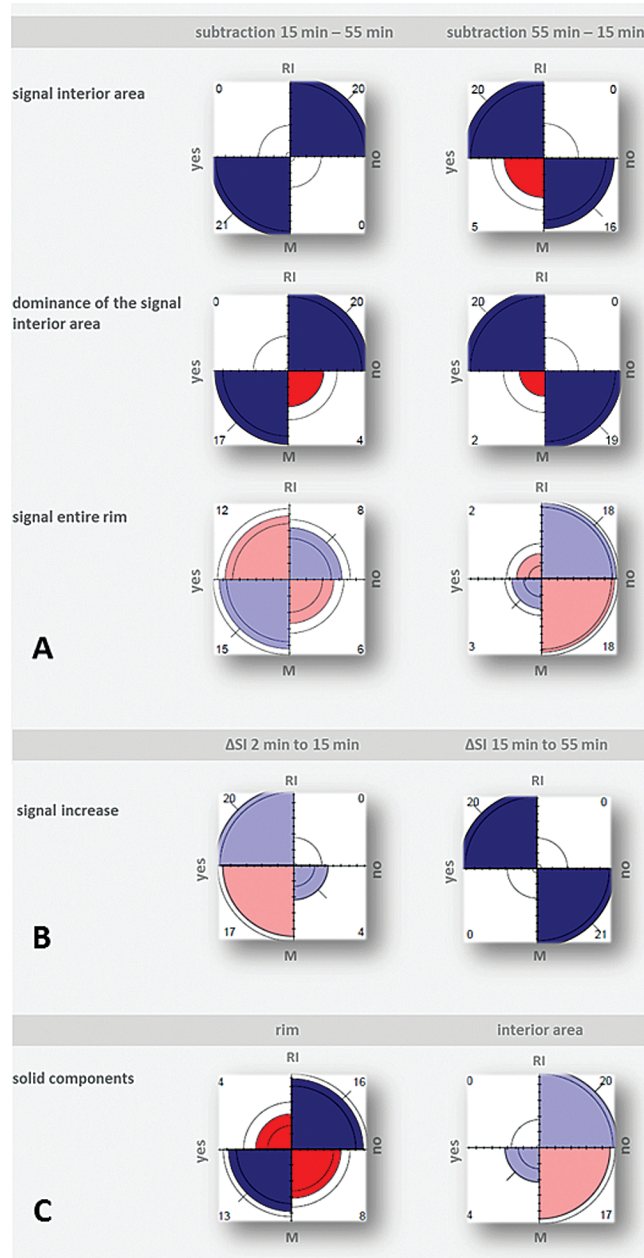 subtraction 15 min – 55 min subtraction 55 min – 15 min
RI RI
signal interior area
0 20 20 0
yes no yes no
21 0 5 16
M M
RI RI
dominance of the signal
interior area
0 20 20 0
yes no yes no
17 4 2 19
M M
RI RI
signal entire rim
12 8 2 18
yes no yes no
15 6 3 18
A
M M
ΔSI 2 min to 15 min ΔSI 15 min to 55 min
RI RI
signal increase
20 0 20 0
yes no yes no
17 4 0 21
B
M M
rim interior area
RI RI
solid components
4 16 0 20
yes no yes no
13 8 4 17
C
M M